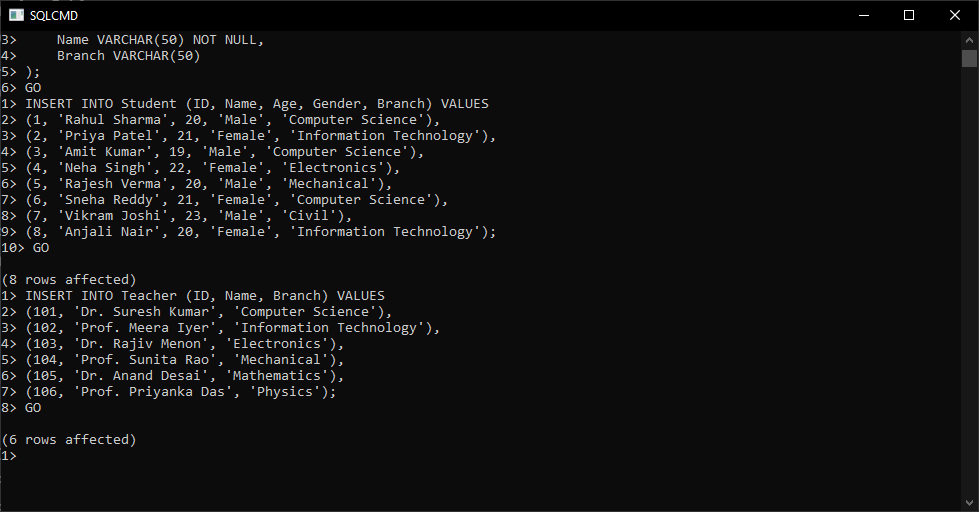 SQLCMD
3>     Name VARCHAR(50) NOT NULL,
4>     Branch VARCHAR(50)
5> );
6> GO
1> INSERT INTO Student (ID, Name, Age, Gender, Branch) VALUES
2> (1, 'Rahul Sharma', 20, 'Male', 'Computer Science'),
3> (2, 'Priya Patel', 21, 'Female', 'Information Technology'),
4> (3, 'Amit Kumar', 19, 'Male', 'Computer Science'),
5> (4, 'Neha Singh', 22, 'Female', 'Electronics'),
6> (5, 'Rajesh Verma', 20, 'Male', 'Mechanical'),
7> (6, 'Sneha Reddy', 21, 'Female', 'Computer Science'),
8> (7, 'Vikram Joshi', 23, 'Male', 'Civil'),
9> (8, 'Anjali Nair', 20, 'Female', 'Information Technology');
10> GO

(8 rows affected)
1> INSERT INTO Teacher (ID, Name, Branch) VALUES
2> (101, 'Dr. Suresh Kumar', 'Computer Science'),
3> (102, 'Prof. Meera Iyer', 'Information Technology'),
4> (103, 'Dr. Rajiv Menon', 'Electronics'),
5> (104, 'Prof. Sunita Rao', 'Mechanical'),
6> (105, 'Dr. Anand Desai', 'Mathematics'),
7> (106, 'Prof. Priyanka Das', 'Physics');
8> GO

(6 rows affected)
1>